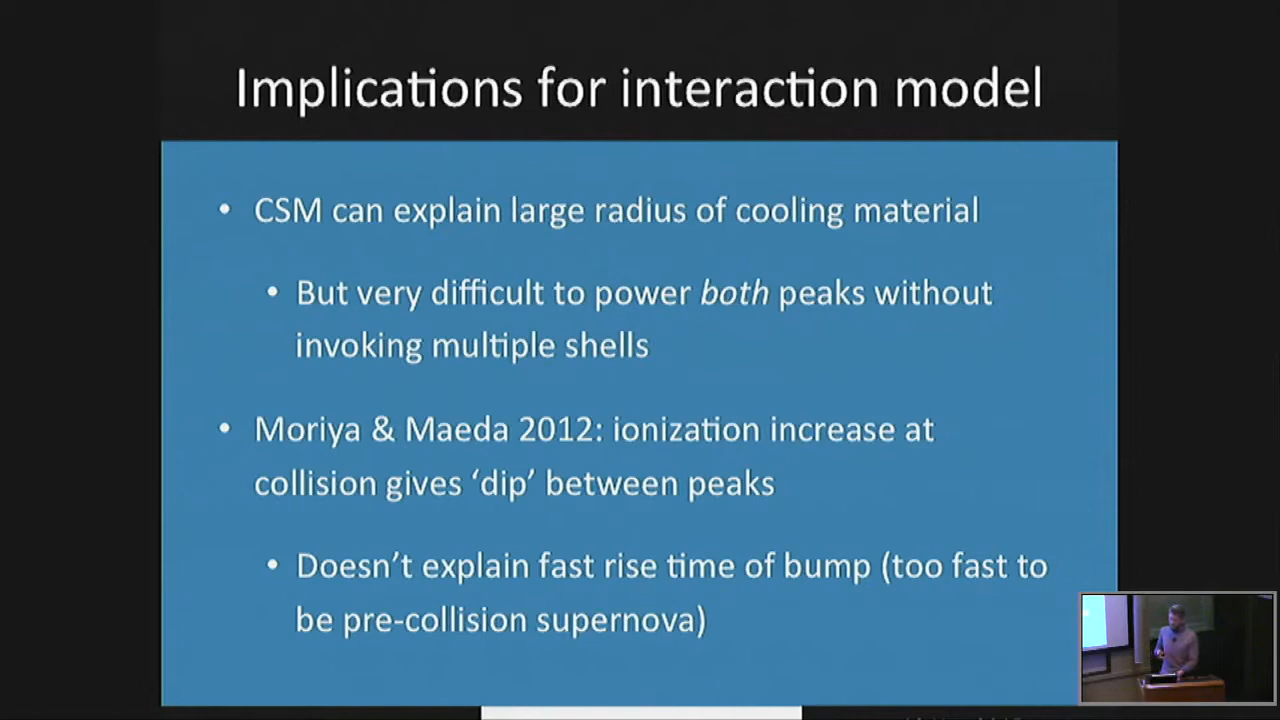 Implications for interaction model
• CSM can explain large radius of cooling material
• But very difficult to power both peaks without
invoking multiple shells
• Moriya & Maeda 2012: ionization increase at
collision gives ‘dip’ between peaks
• Doesn’t explain fast rise time of bump (too fast to
be pre-collision supernova)